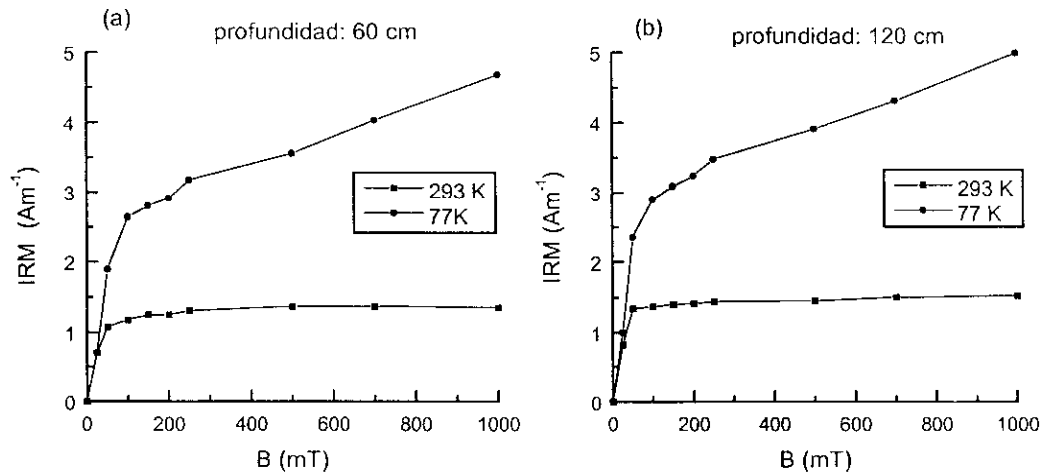 (a)
profundidad: 60 cm
5
4
3
2
1
0
IRM (Am⁻¹)
293 K
77K
0
200
400
600
800
1000
B (mT)
(b)
profundidad: 120 cm
5
4
3
2
1
0
IRM (Am⁻¹)
293 K
77 K
0
200
400
600
800
1000
B (mT)